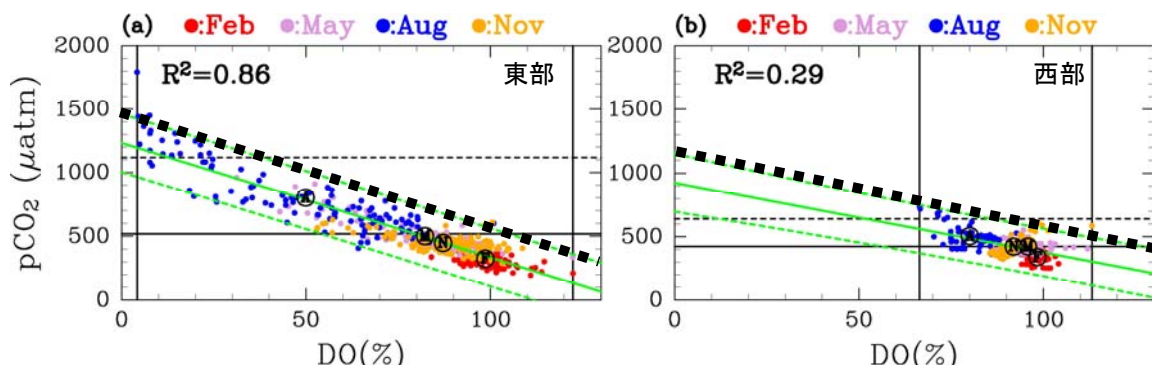 (a) ●:Feb ●:May ●:Aug ●:Nov
R²=0.86
東部
pCO₂ (μatm)
2000
1500
1000
500
0
A
M
N
F
0 50 100
DO(%)
(b) ●:Feb ●:May ●:Aug ●:Nov
R²=0.29
西部
2000
1500
1000
500
0
A
N
M
F
0 50 100
DO(%)